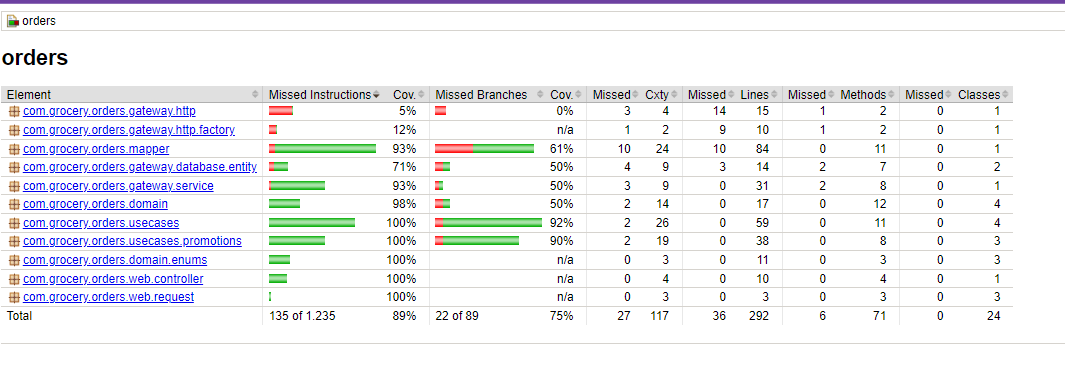 orders
orders
Element Missed Instructions Cov. Missed Branches Cov. Missed Cxty Missed Lines Missed Methods Missed Classes
com.grocery.orders.gateway.http 5% 0% 3 4 14 15 1 2 0 1
com.grocery.orders.gateway.http.factory 12% n/a 1 2 9 10 1 2 0 1
com.grocery.orders.mapper 93% 61% 10 24 10 84 0 11 0 1
com.grocery.orders.gateway.database.entity 71% 50% 4 9 3 14 2 7 0 2
com.grocery.orders.gateway.service 93% 50% 3 9 0 31 2 8 0 1
com.grocery.orders.domain 98% 50% 2 14 0 17 0 12 0 4
com.grocery.orders.usecases 100% 92% 2 26 0 59 0 11 0 4
com.grocery.orders.usecases.promotions 100% 90% 2 19 0 38 0 8 0 3
com.grocery.orders.domain.enums 100% n/a 0 3 0 11 0 3 0 3
com.grocery.orders.web.controller 100% n/a 0 4 0 10 0 4 0 1
com.grocery.orders.web.request 100% n/a 0 3 0 3 0 3 0 3
Total 135 of 1.235 89% 22 of 89 75% 27 117 36 292 6 71 0 24